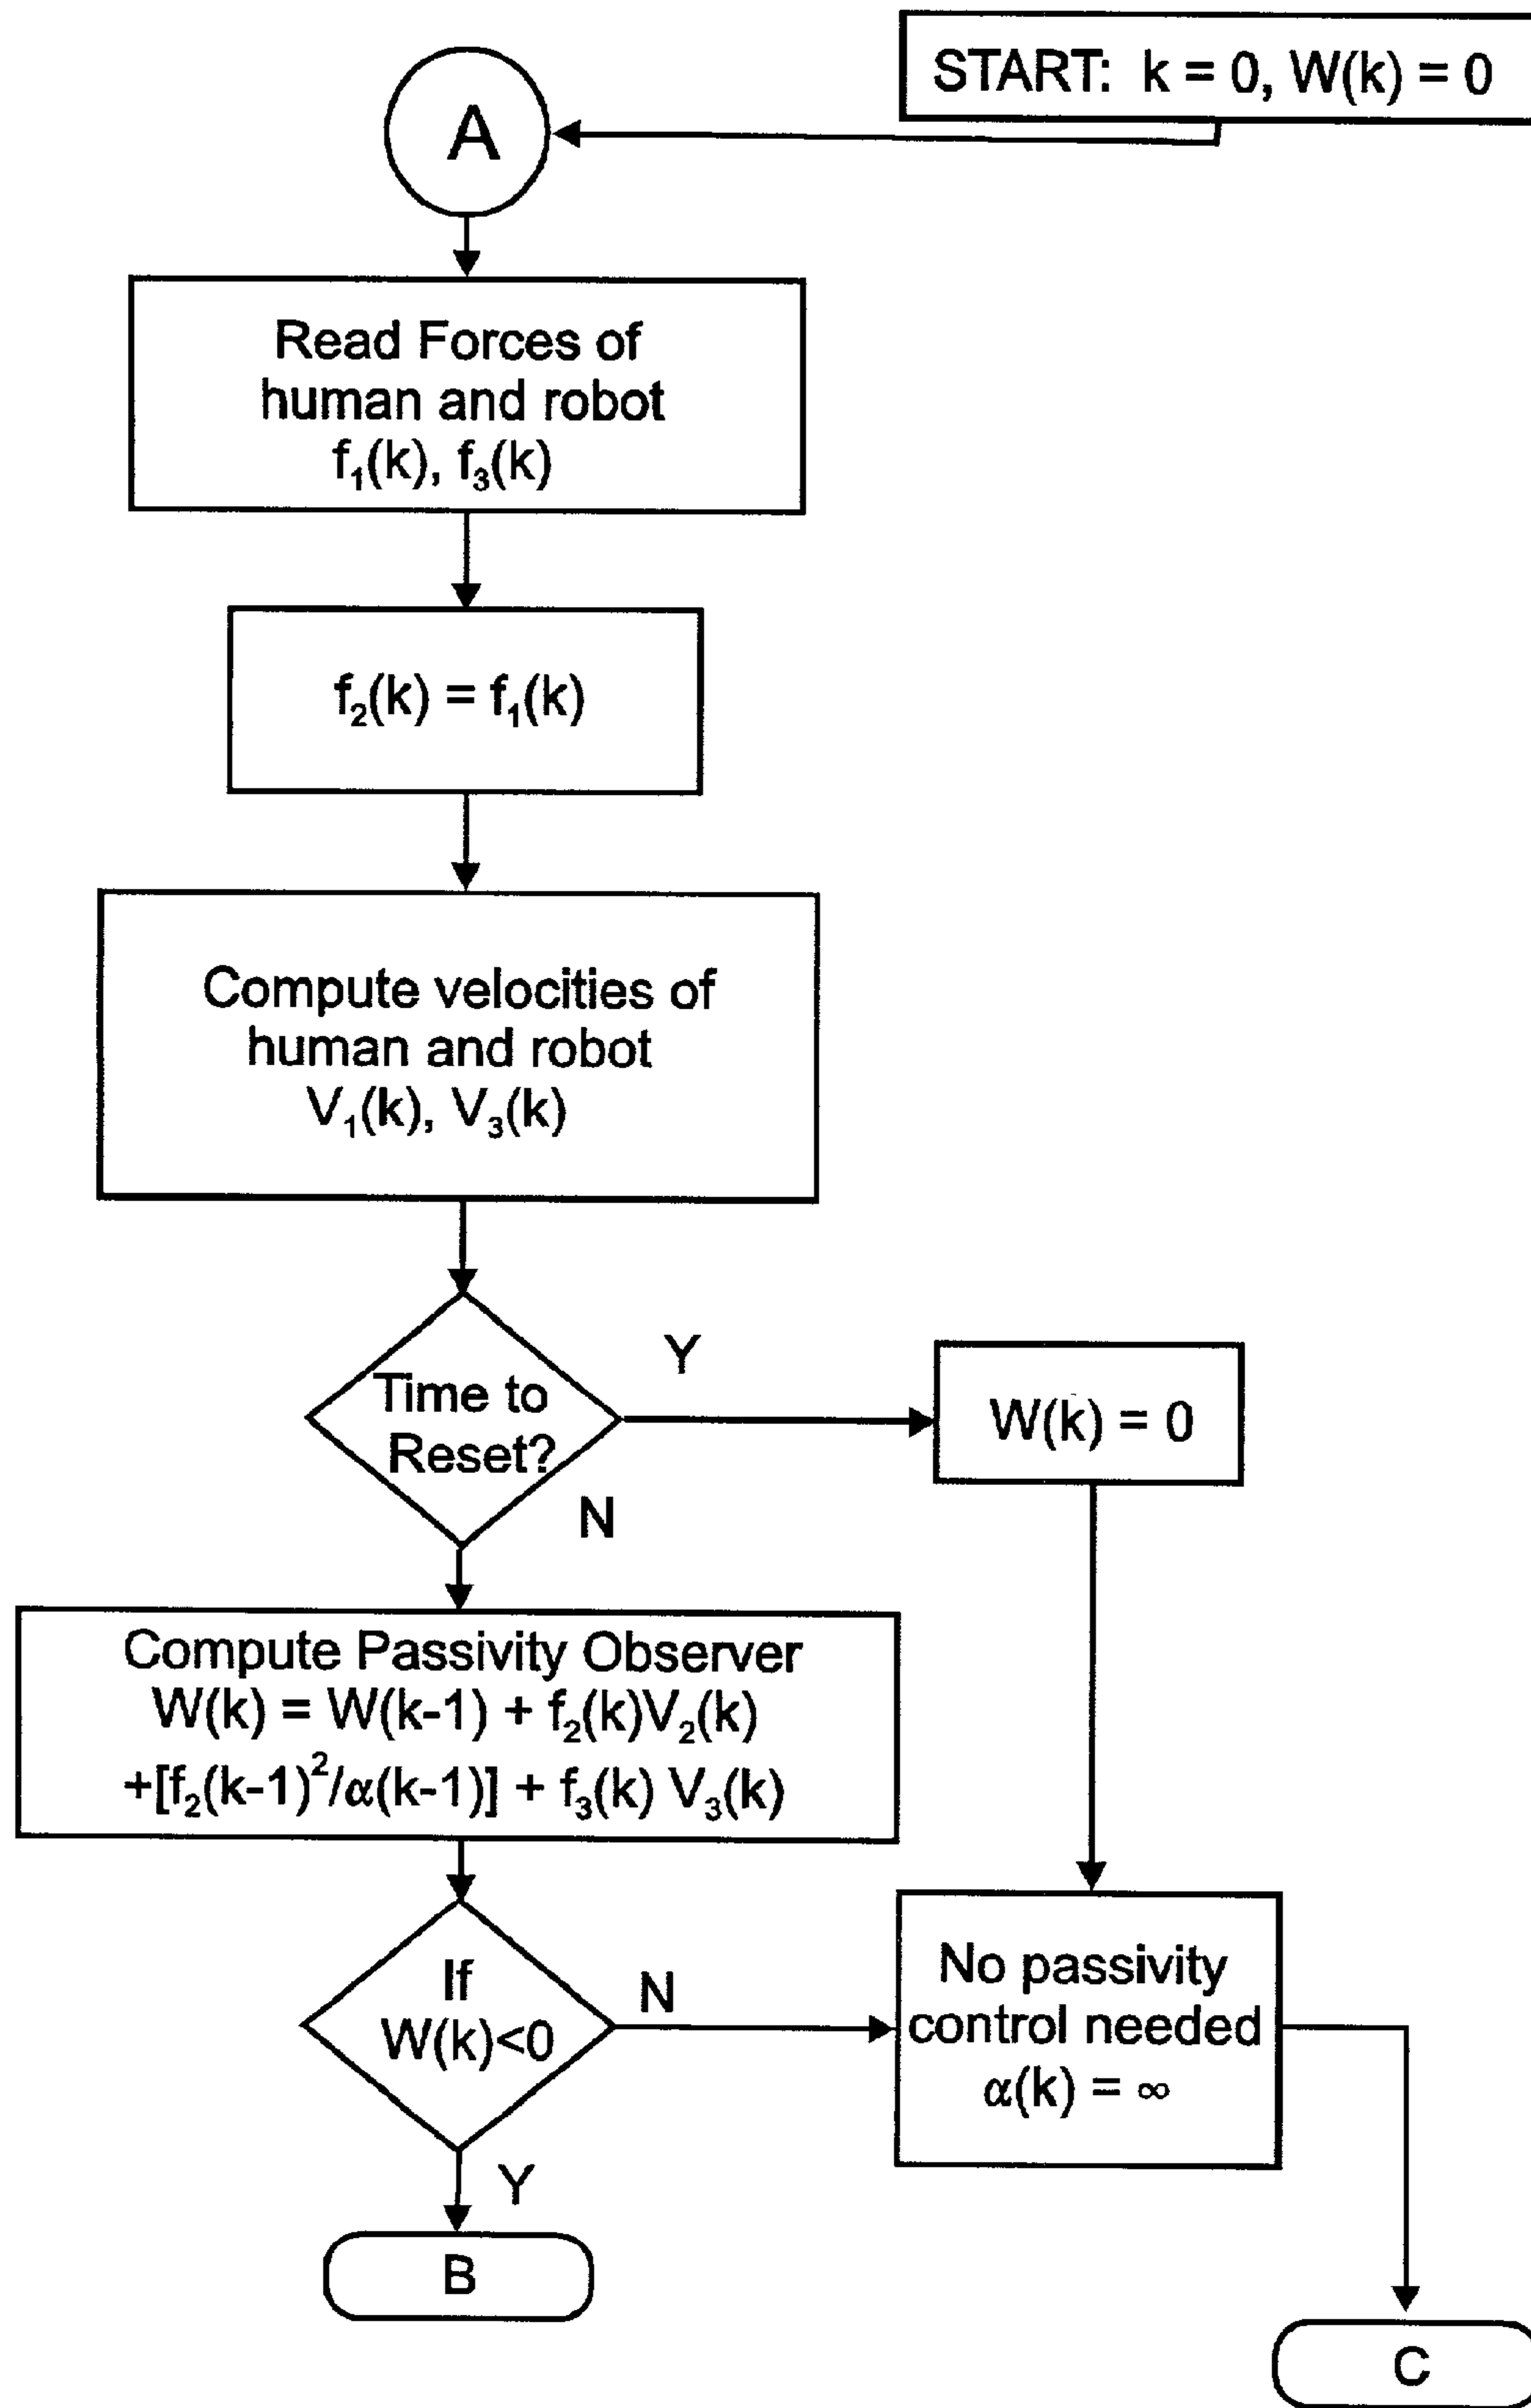 START: k = 0, W(k) = 0
A
Read Forces of
human and robot
f₁(k), f₃(k)
f₂(k) = f₁(k)
Compute velocities of
human and robot
V₁(k), V₃(k)
Time to
Reset?
Y
N
W(k) = 0
Compute Passivity Observer
W(k) = W(k-1) + f₂(k)V₂(k)
+[f₂(k-1)²/α(k-1)] + f₃(k) V₃(k)
If
W(k)<0
N
Y
No passivity
control needed
α(k) = ∞
B
C